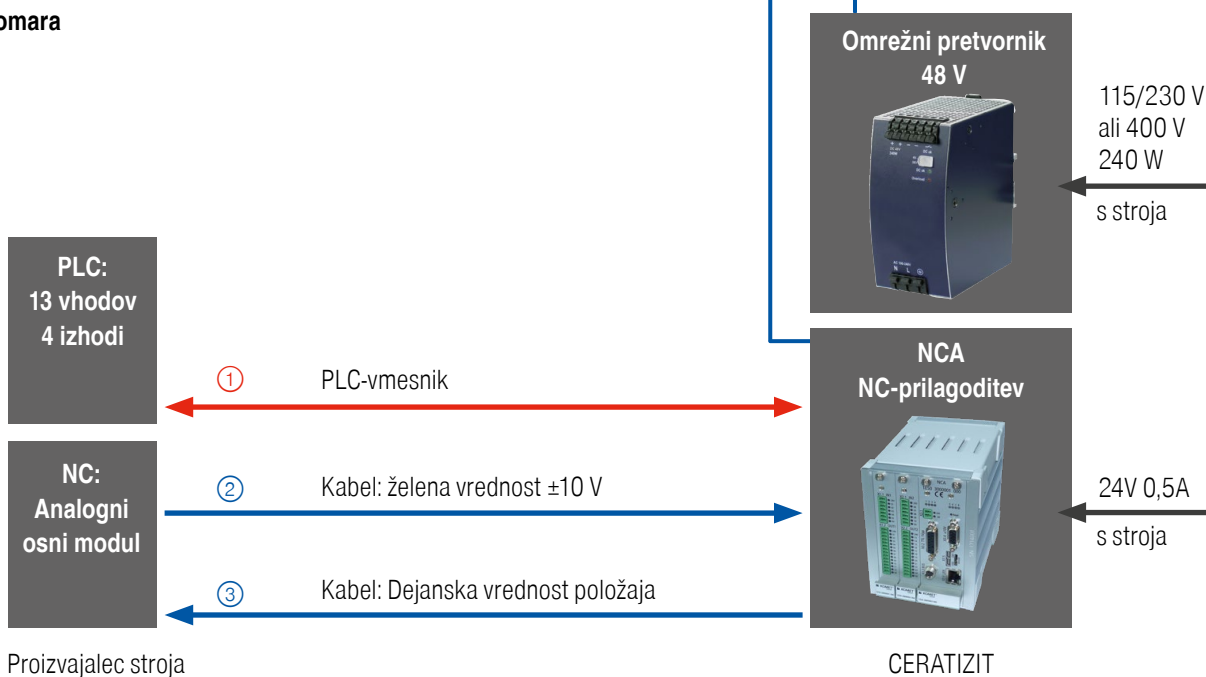 omara
Omrežni pretvornik
48 V
115/230 V
ali 400 V
240 W
s stroja
PLC:
13 vhodov
4 izhodi
NCA
NC-prilagoditev
1
PLC-vmesnik
NC:
Analogni
osni modul
2
Kabel: želena vrednost ±10 V
24V 0,5A
s stroja
3
Kabel: Dejanska vrednost položaja
Proizvajalec stroja
CERATIZIT